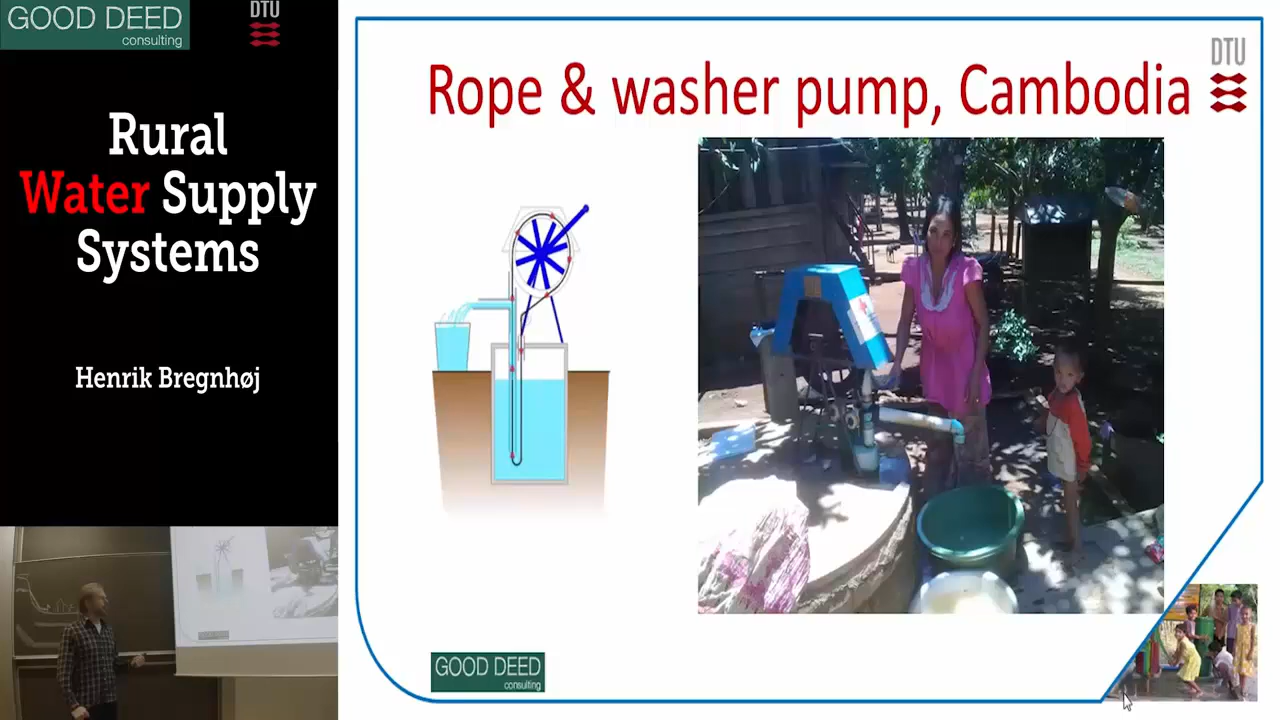 GOOD DEED
consulting
DTU
Rural
Water Supply
Systems
Henrik Bregnhøj
Rope & washer pump, Cambodia
DTU
GOOD DEED
consulting